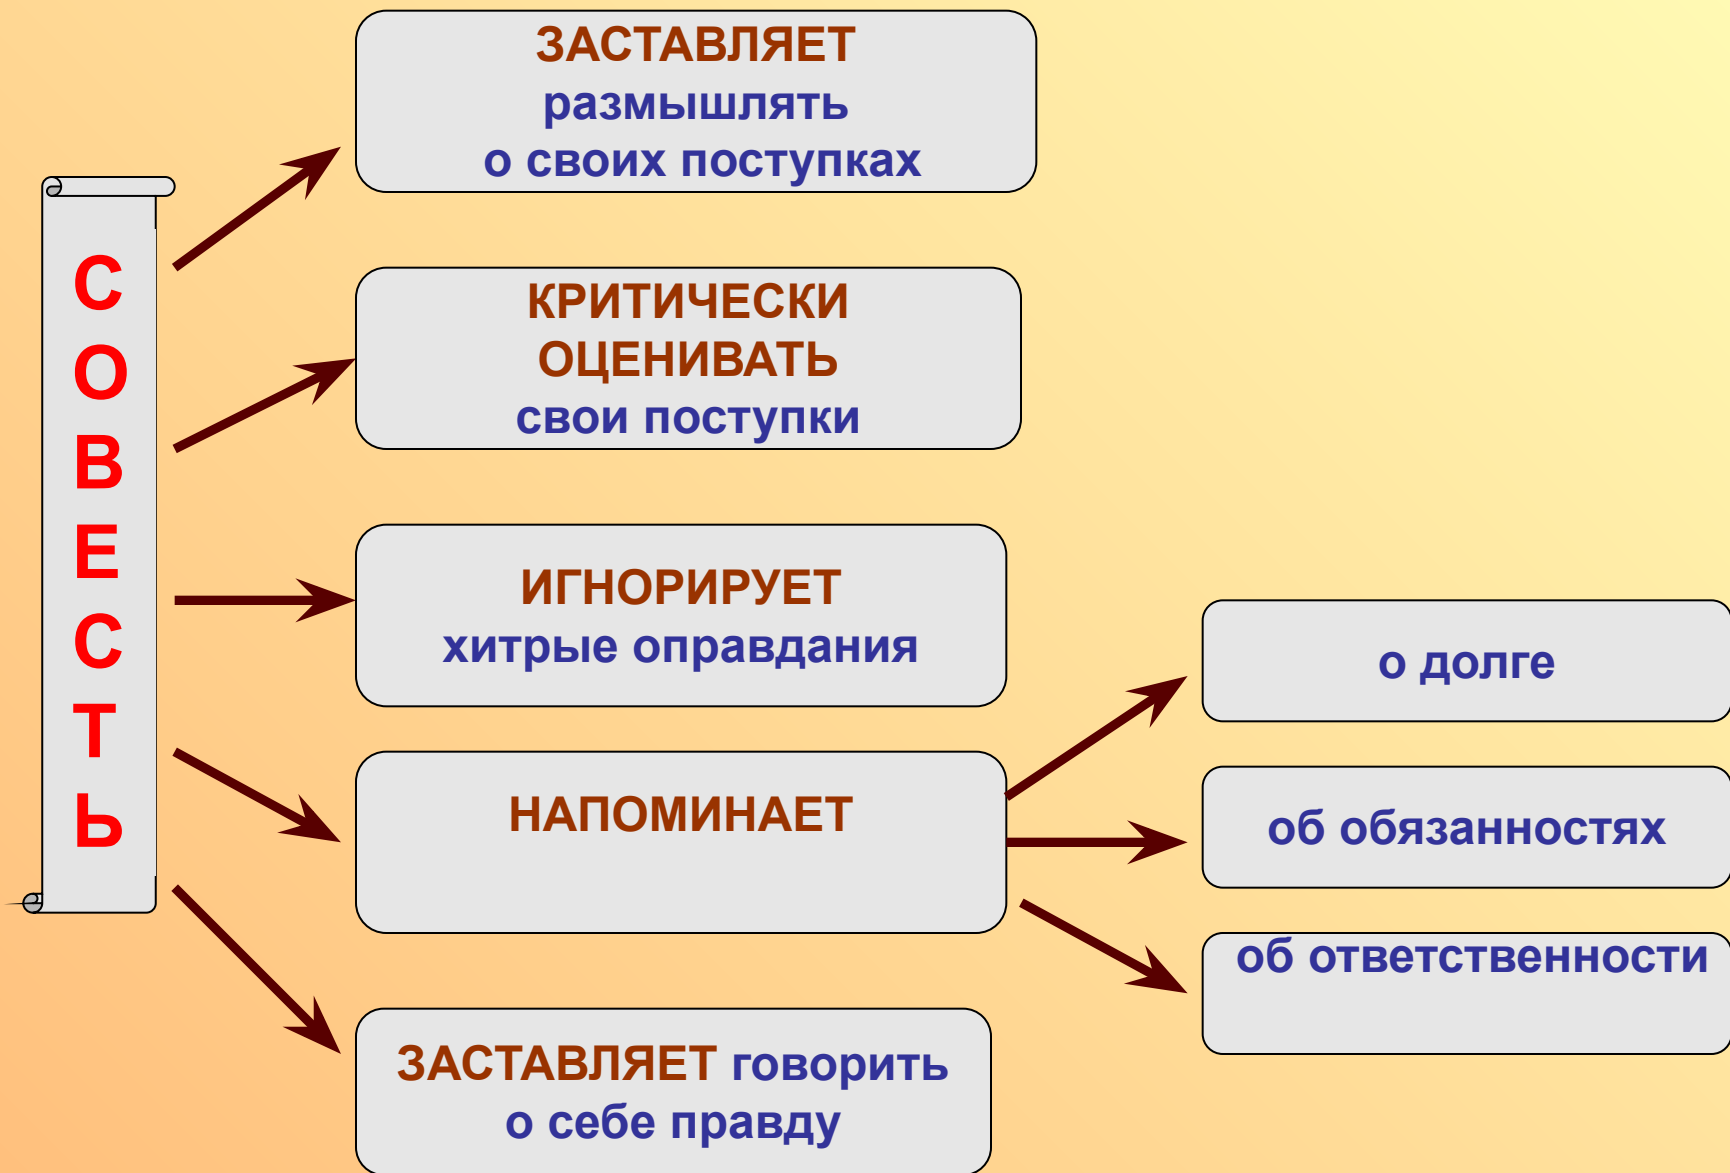 СОВЕСТЬ
ЗАСТАВЛЯЕТ
размышлять
о своих поступках
КРИТИЧЕСКИ
ОЦЕНИВАТЬ
свои поступки
ИГНОРИРУЕТ
хитрые оправдания
НАПОМИНАЕТ
о долге
об обязанностях
об ответственности
ЗАСТАВЛЯЕТ говорить
о себе правду